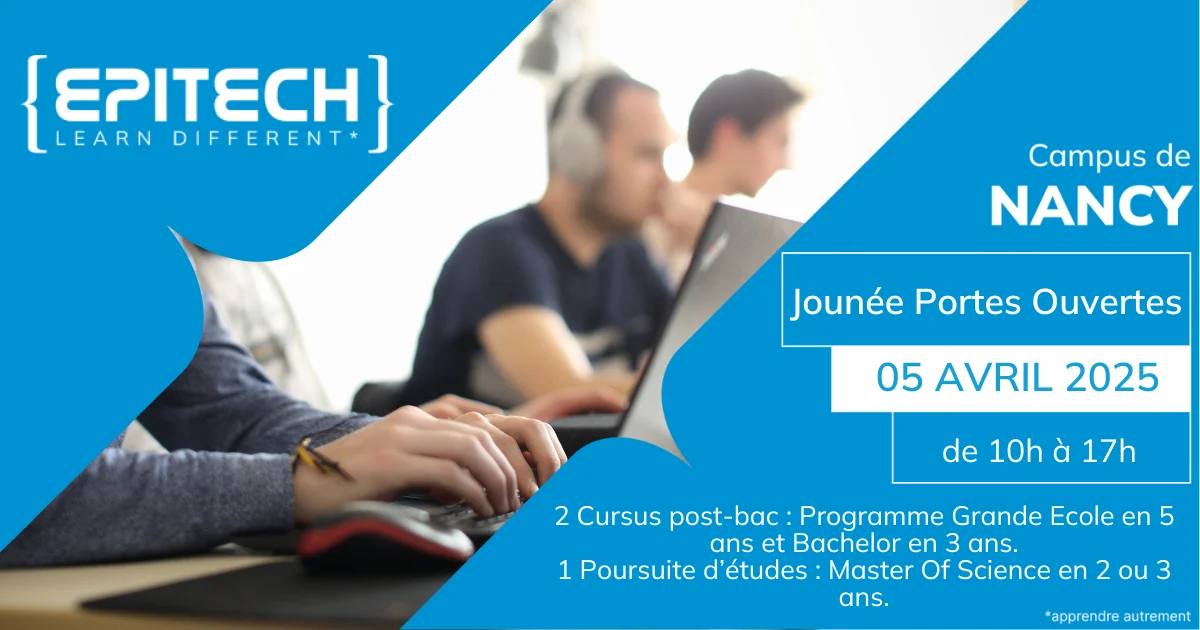 {EPITECH}
LEARN DIFFERENT*
Campus de
NANCY
Jounée Portes Ouvertes
05 AVRIL 2025
de 10h à 17h
2 Cursus post-bac : Programme Grande Ecole en 5
ans et Bachelor en 3 ans.
1 Poursuite d’études : Master Of Science en 2 ou 3
ans.
*apprendre autrement